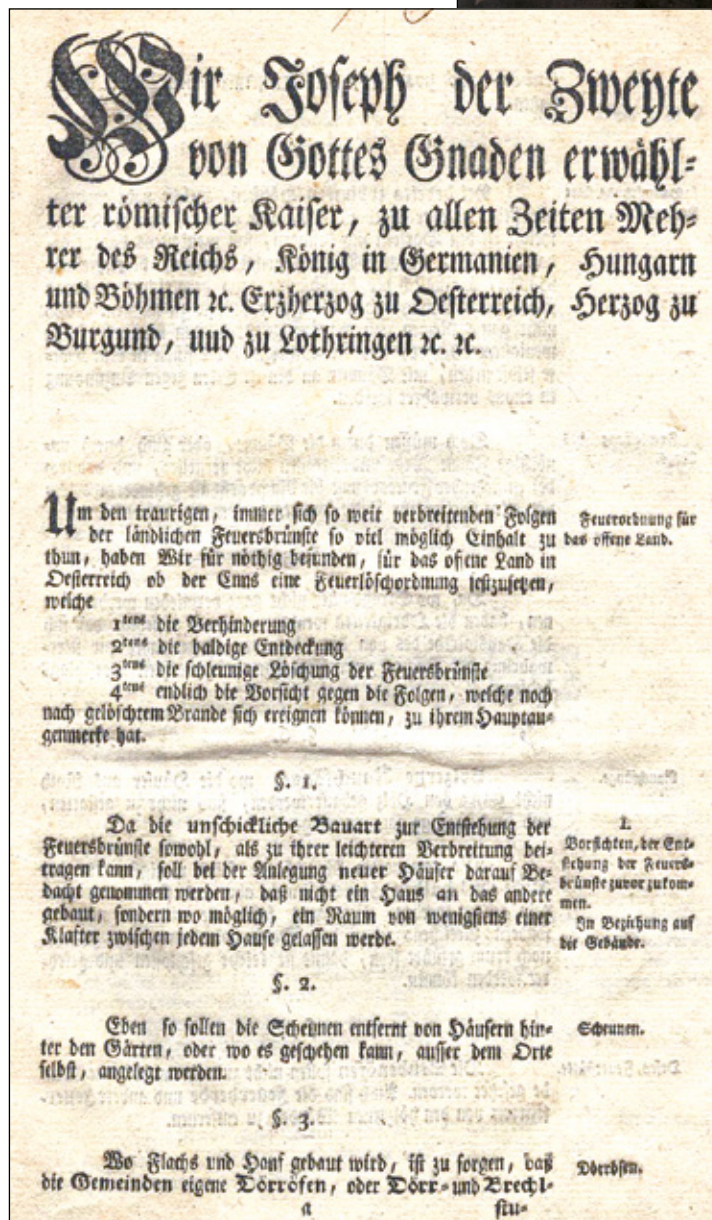 Wir Joseph der Zweyte
von Gottes Gnaden erwähl-
ter römischer Kaiser, zu allen Zeiten Meh-
rer des Reichs, König in Germanien, Hungarn
und Böhmen ꝛc. Erzherzog zu Oesterreich, Herzog zu
Burgund, uud zu Lothringen ꝛc. ꝛc.
Um den traurigen, immer sich so weit verbreitenden Folgen
der ländlichen Feuersbrünste so viel möglich Einhalt zu
thun, haben Wir für nöthig befunden, für das ofene Land in
Oesterreich ob der Enns eine Feuerlöschordnung festzusetzen,
welche
1tens die Verhinderung
2tens die baldige Entdeckung
3tens die schleunige Löschung der Feuersbrünste
4tens endlich die Vorsicht gegen die Folgen, welche noch
nach gelöschtem Brande sich ereignen können, zu ihrem Hauptau-
genmerke hat.
Feuerordnung für
das offene Land.
§. 1.
Da die unschickliche Bauart zur Entstehung der
Feuersbrünste sowohl, als zu ihrer leichteren Verbreitung bei-
tragen kann, soll bei der Anlegung neuer Häuser darauf Be-
dacht genommen werden, daß nicht ein Haus an das andere
gebaut, sondern wo möglich, ein Raum von wenigstens einer
Klafter zwischen jedem Hause gelassen werde.
I.
Vorsichten, der Ent-
stehung der Feuers-
brünste zuvor zu kom-
men.
In Beziehung auf
die Gebäude.
§. 2.
Eben so sollen die Scheunen entfernt von Häusern hin-
ter den Gärten, oder wo es geschehen kann, ausser dem Orte
selbst, angelegt werden.
Scheunen.
§. 3.
Wo Flachs und Hanf gebaut wird, ist zu sorgen, daß
die Gemeinden eigene Dörröfen, oder Dörr- und Brechl-
a
stu-
Dörröfen.